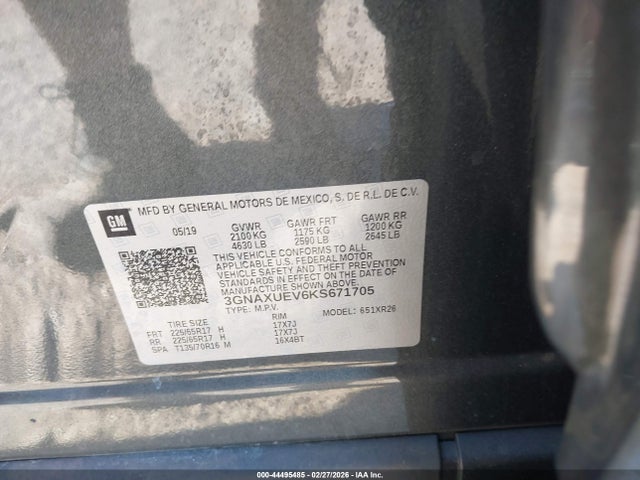 GM
MFD BY GENERAL MOTORS DE MEXICO, S. DE R.L. DE C.V.
05/19 GVWR GAWR FRT GAWR RR
2100 KG 1175 KG 1200 KG
4630 LB 2590 LB 2645 LB
THIS VEHICLE CONFORMS TO ALL
APPLICABLE U.S. FEDERAL MOTOR
VEHICLE SAFETY, BUMPER, AND THEFT
PREVENTION STANDARDS IN EFFECT ON
THE DATE OF MANUFACTURE SHOWN ABOVE.
3GNAXUEV6KS671705
TYPE: M.P.V. MODEL: 651XR26
TIRE SIZE RIM
FRT 225/65R17 H 17X7J
RR 225/65R17 H 17X7J
SPA T135/70R16 M 16X4BT
000-44495485 - 02/27/2026 - IAA, Inc.